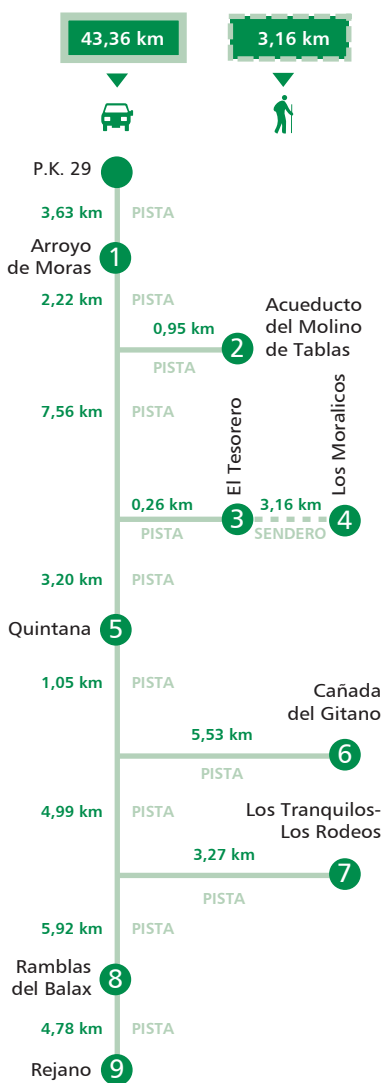 43,36 km
3,16 km
P.K. 29
3,63 km PISTA
Arroyo
de Moras
1
2,22 km PISTA
0,95 km
PISTA
2
Acueducto
del Molino
de Tablas
7,56 km PISTA
0,26 km
PISTA
El Tesorero
3
3,16 km
SENDERO
Los Moralicos
4
3,20 km PISTA
Quintana
5
1,05 km PISTA
Cañada
del Gitano
5,53 km
PISTA
6
4,99 km PISTA
Los Tranquilos-
Los Rodeos
3,27 km
PISTA
7
5,92 km PISTA
Ramblas
del Balax
8
4,78 km PISTA
Rejano
9